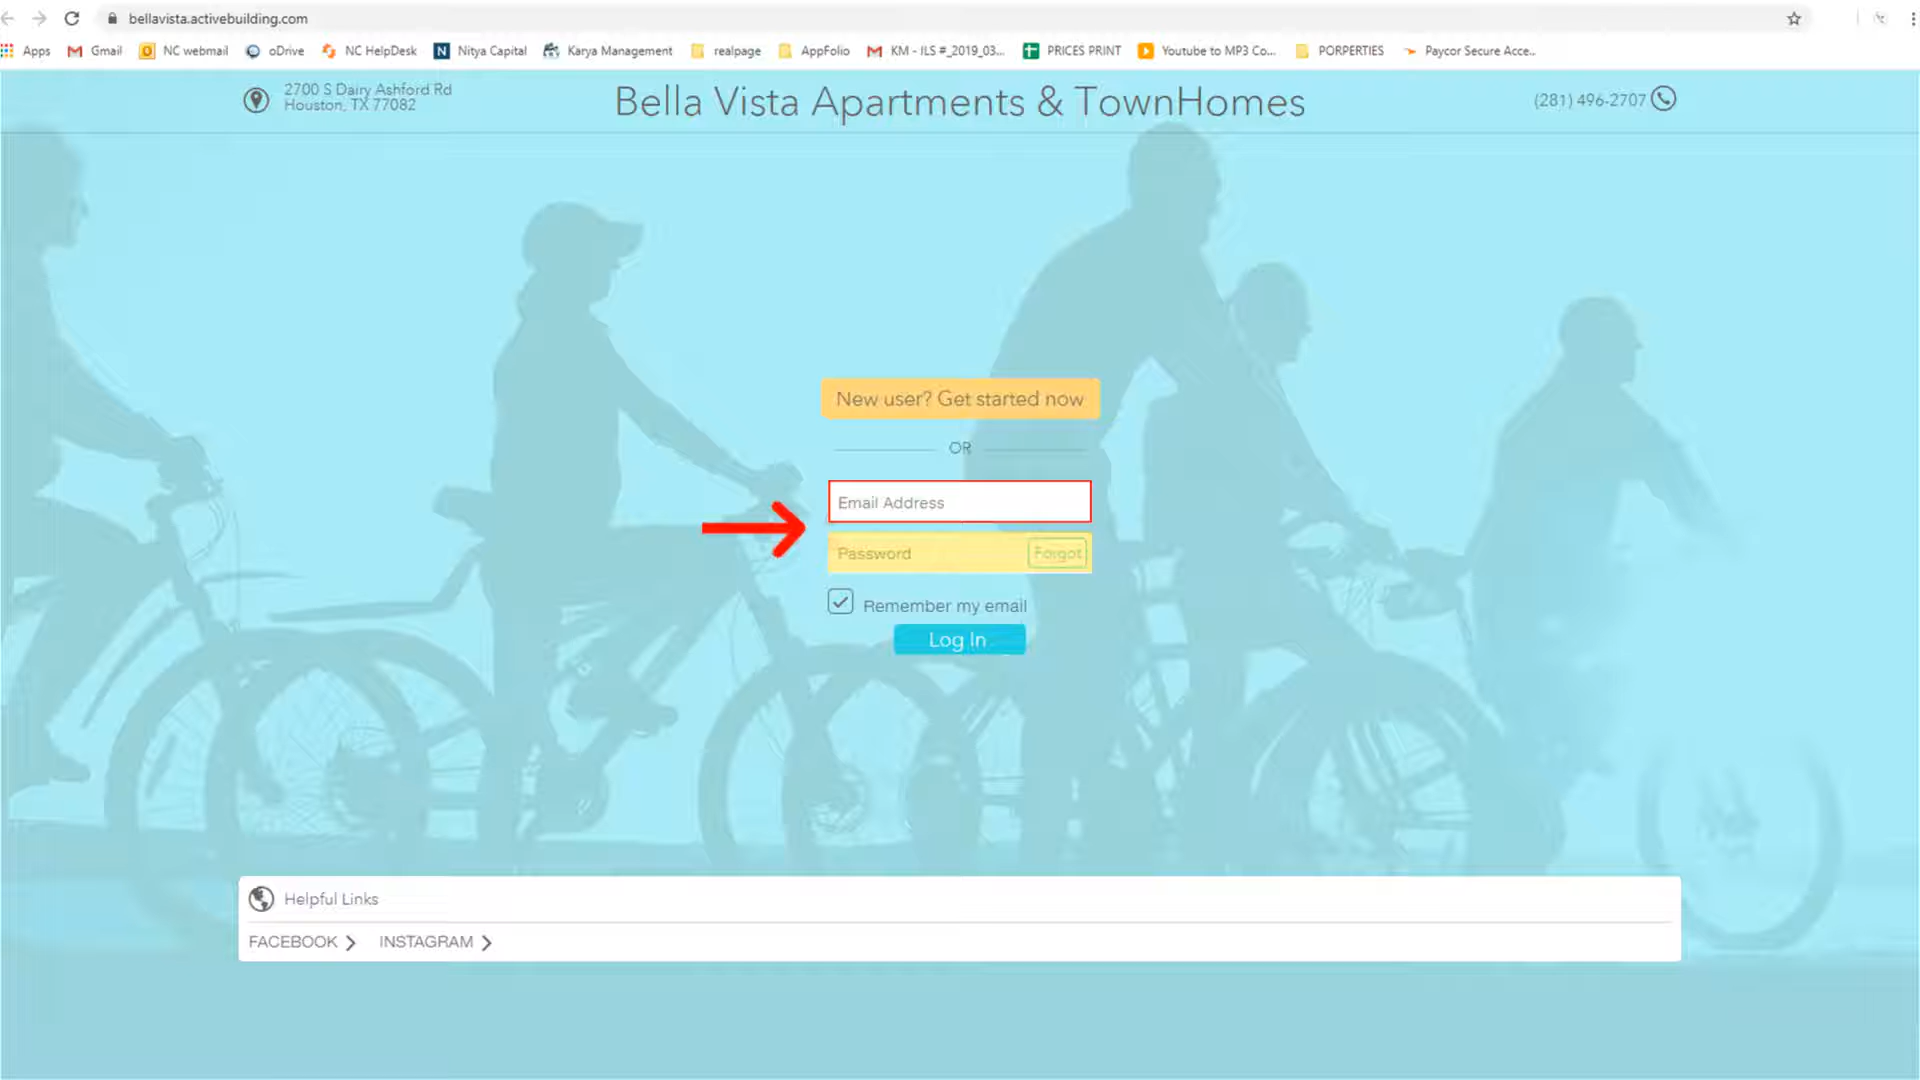 bellavista.activebuilding.com
Apps Gmail NC webmail oDrive NC HelpDesk Nitya Capital Karya Management realpage AppFolio KM - ILS #_2019_03... PRICES PRINT Youtube to MP3 Co... PORPERTIES Paycor Secure Acce...
2700 S Dairy Ashford Rd
Houston, TX 77082
Bella Vista Apartments & TownHomes
(281) 496-2707
New user? Get started now
OR
Email Address
Password Forgot
Remember my email
Log In
Helpful Links
FACEBOOK INSTAGRAM